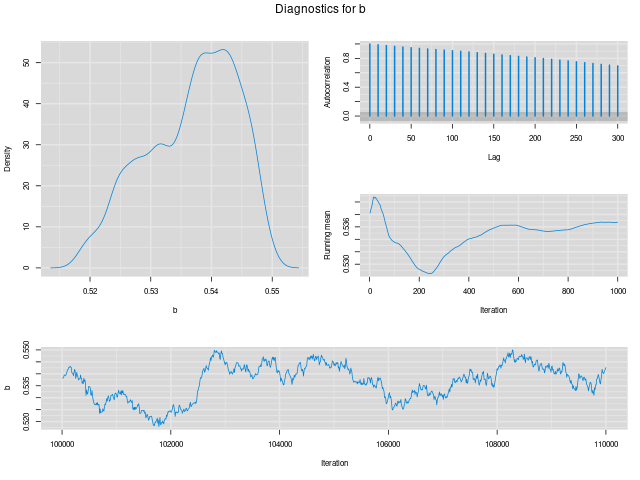 Diagnostics for b
Density
50
40
30
20
10
0
0.52 0.53 0.54 0.55
b
Autocorrelation
0.8
0.4
0.0
0 50 100 150 200 250 300
Lag
Running mean
0.536
0.530
0 200 400 600 800 1000
Iteration
b
0.550
0.535
0.520
100000 102000 104000 106000 108000 110000
Iteration